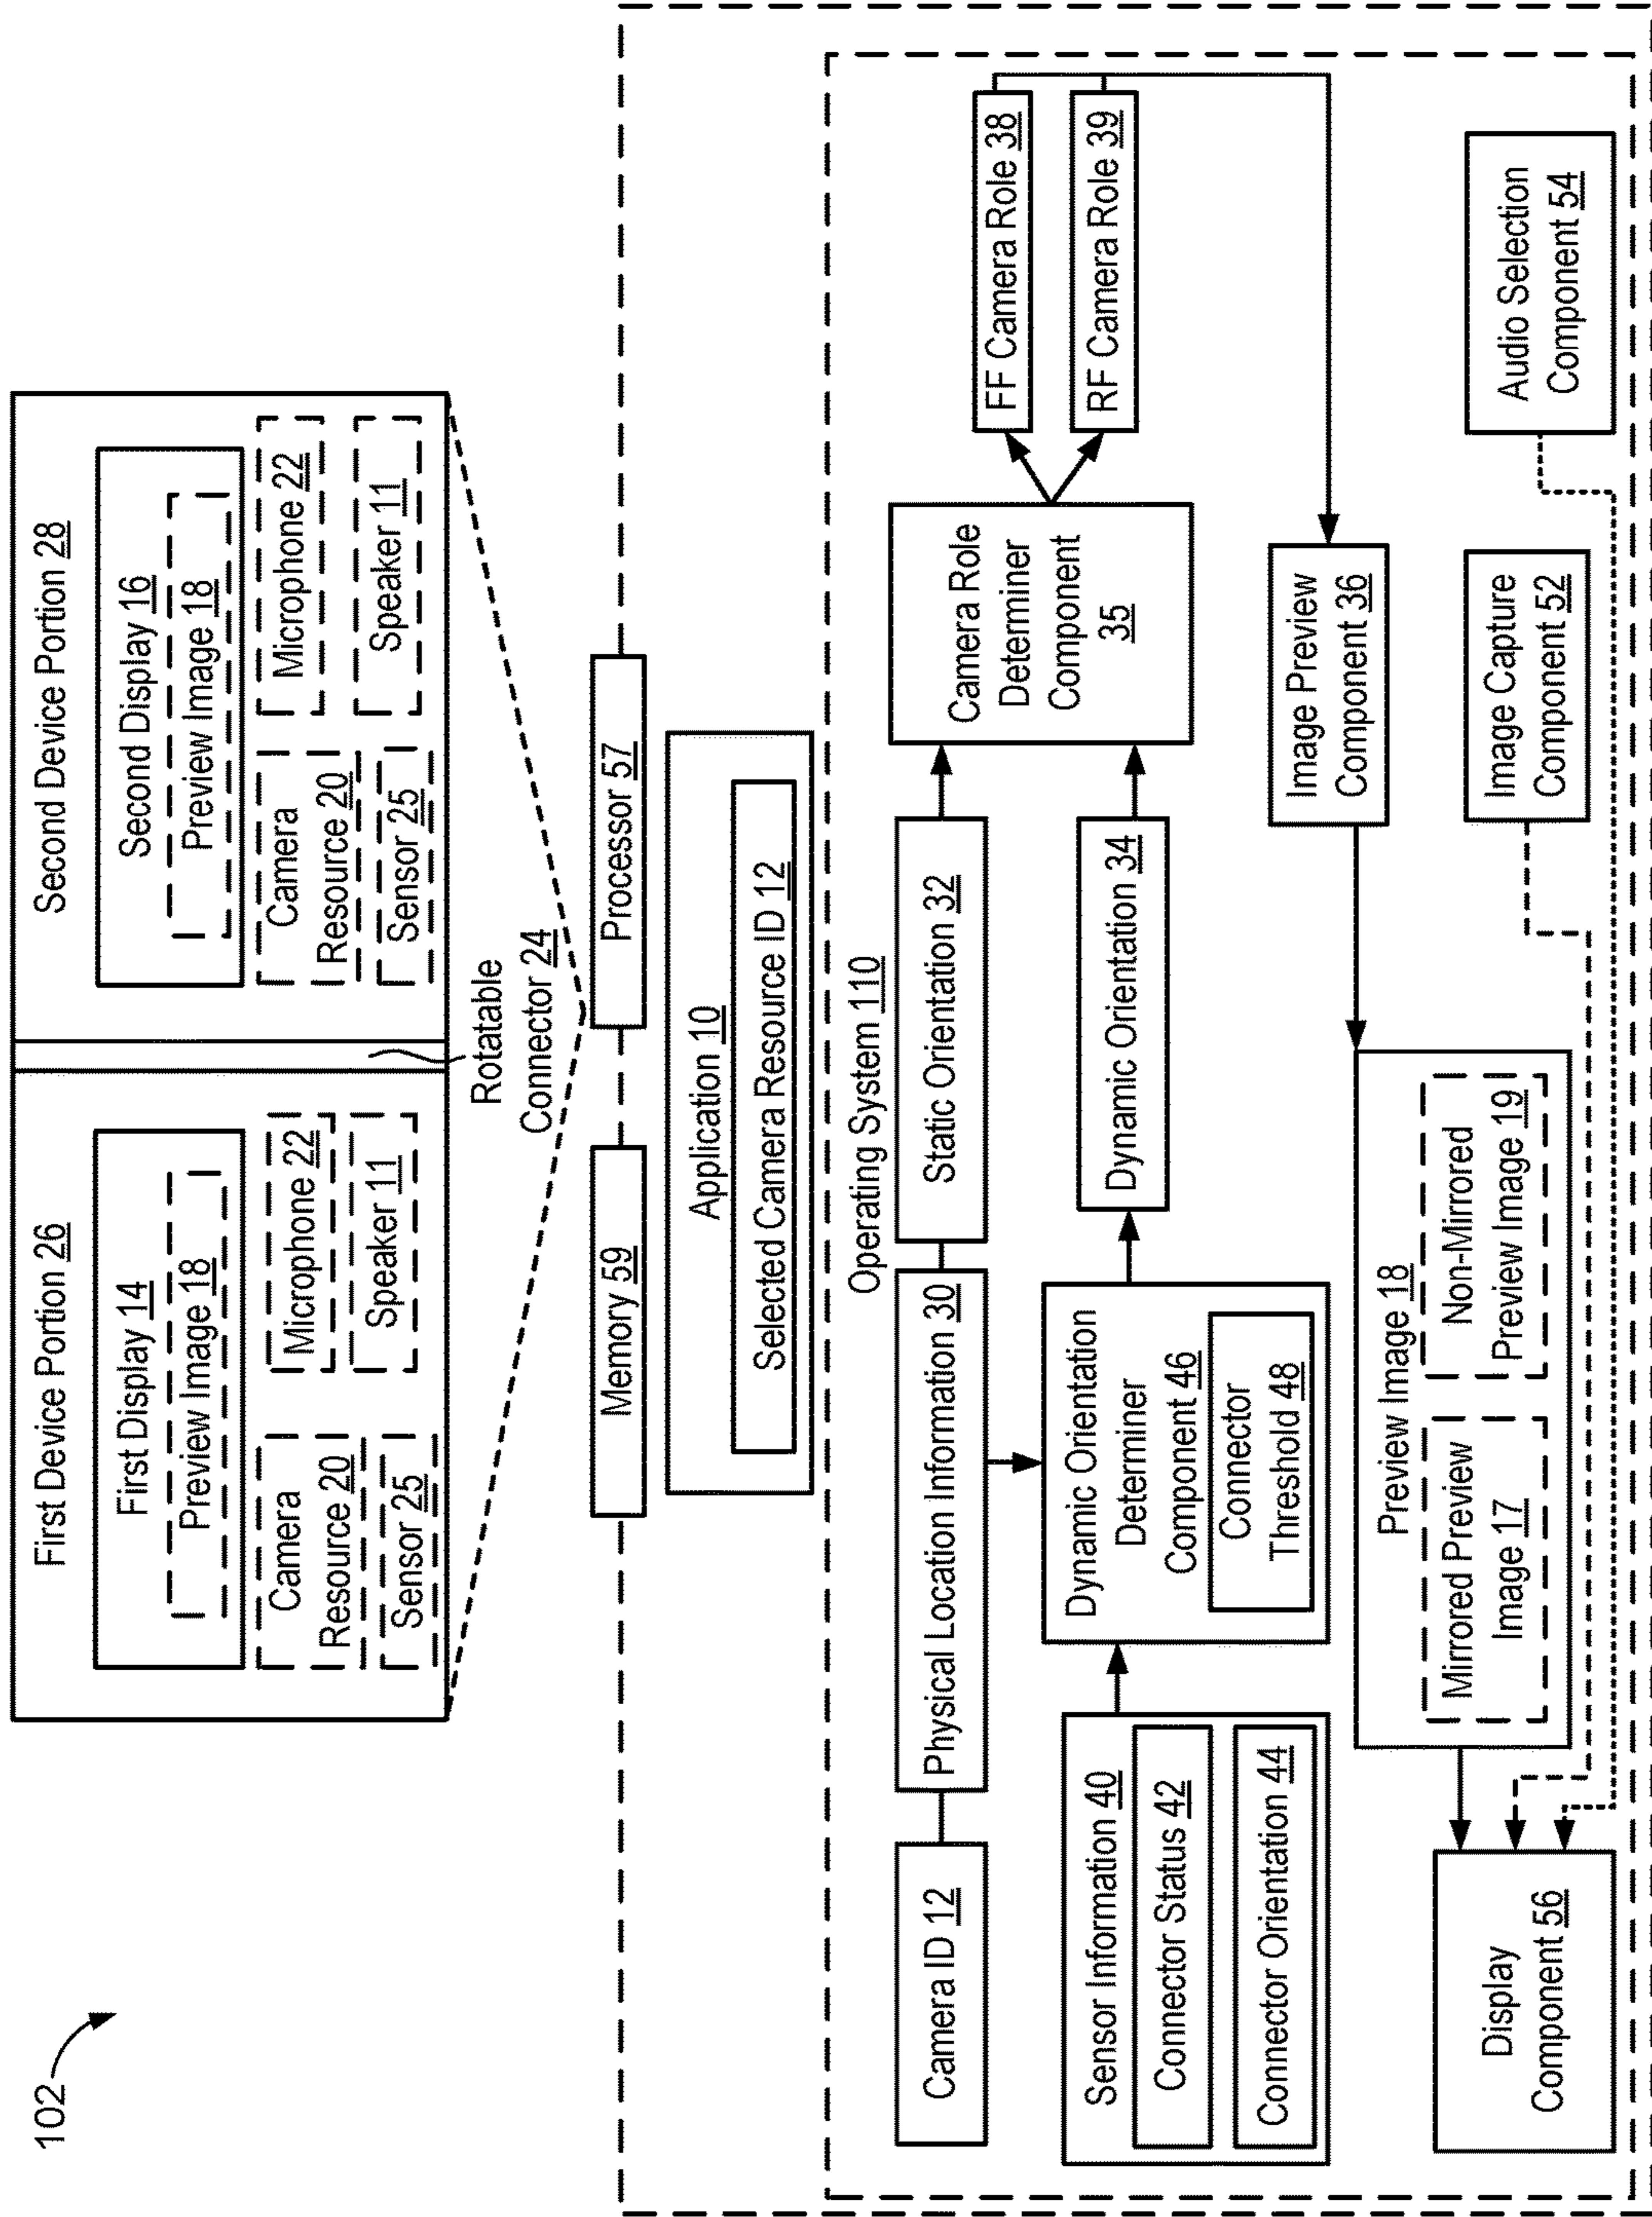 102
First Device Portion 26
First Display 14
Preview Image 18
Camera
Resource 20
Sensor 25
Microphone 22
Speaker 11
Second Device Portion 28
Second Display 16
Preview Image 18
Camera
Resource 20
Sensor 25
Microphone 22
Speaker 11
Rotatable
Connector 24
Memory 59
Processor 57
Application 10
Selected Camera Resource ID 12
Operating System 110
Camera ID 12
Physical Location Information 30
Static Orientation 32
Camera Role
Determiner
Component
35
FF Camera Role 38
RF Camera Role 39
Sensor Information 40
Connector Status 42
Connector Orientation 44
Dynamic Orientation
Determiner
Component 46
Connector
Threshold 48
Dynamic Orientation 34
Image Preview
Component 36
Preview Image 18
Mirrored Preview
Image 17
Non-Mirrored
Preview Image 19
Display
Component 56
Image Capture
Component 52
Audio Selection
Component 54